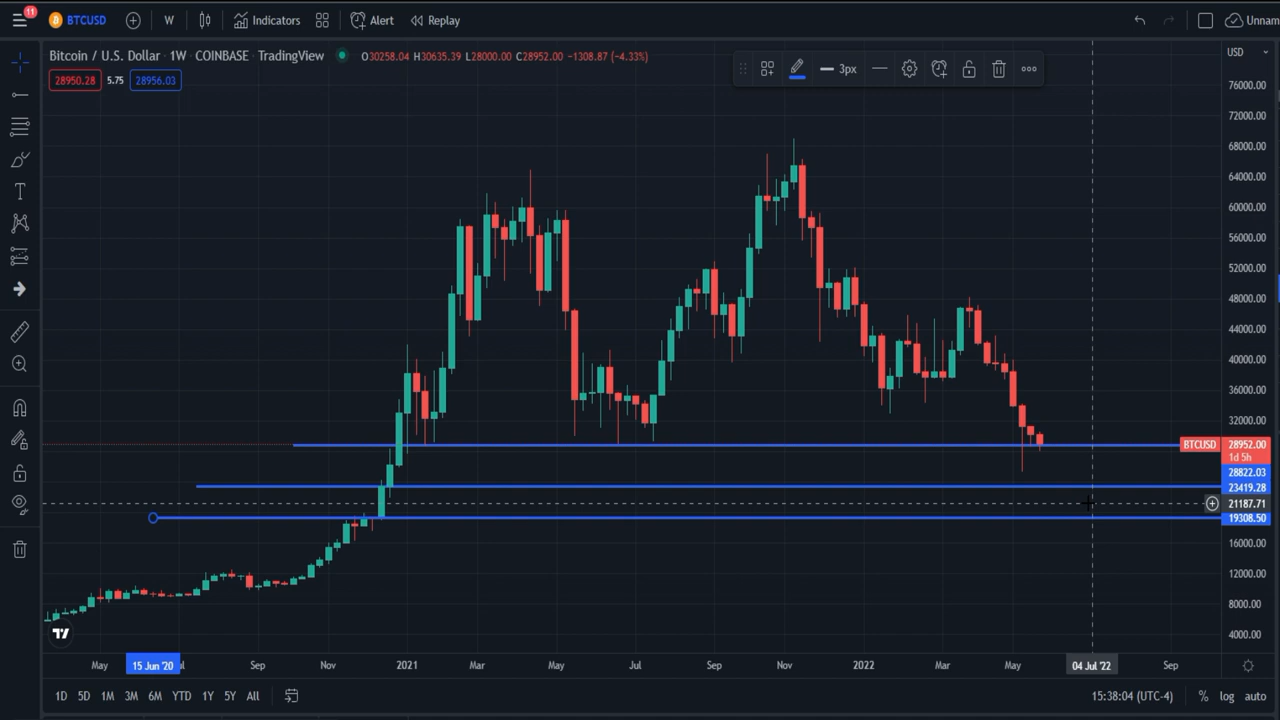 11
BTCUSD W Indicators Alert Replay Unnam
Bitcoin / U.S. Dollar · 1W · COINBASE · TradingView O30258.04 H30635.39 L28000.00 C28952.00 −1308.87 (−4.33%)
USD
3px
28950.28 5.75 28956.03
76000.00
72000.00
68000.00
64000.00
60000.00
56000.00
52000.00
48000.00
44000.00
40000.00
36000.00
32000.00
BTCUSD 28952.00
1d 5h
28822.03
23419.28
21187.71
19308.50
16000.00
12000.00
8000.00
4000.00
May 15 Jun '20 ul Sep Nov 2021 Mar May Jul Sep Nov 2022 Mar May 04 Jul '22 Sep
1D 5D 1M 3M 6M YTD 1Y 5Y All 15:38:04 (UTC-4) % log auto